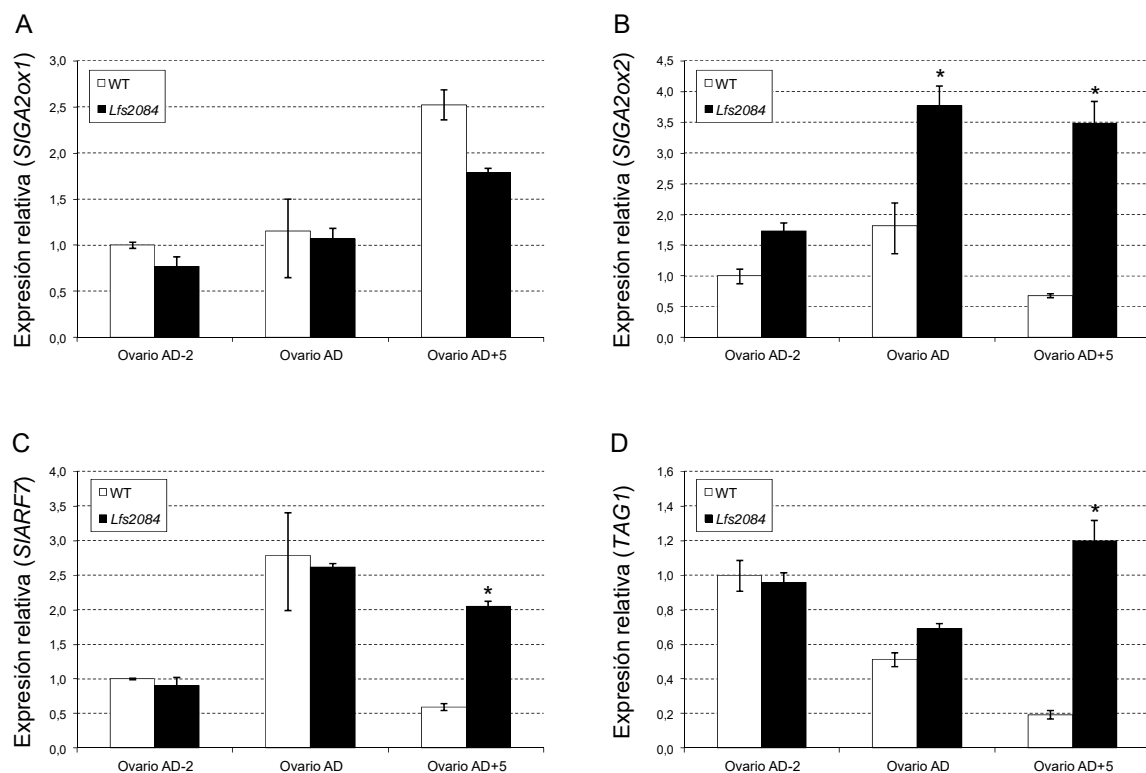 A
Expresión relativa (SlGA2ox1)
3,0
2,5
2,0
1,5
1,0
0,5
0,0
WT
Lfs2084
Ovario AD-2 Ovario AD Ovario AD+5
B
Expresión relativa (SlGA2ox2)
4,5
4,0
3,5
3,0
2,5
2,0
1,5
1,0
0,5
0,0
WT
Lfs2084
*
*
Ovario AD-2 Ovario AD Ovario AD+5
C
Expresión relativa (SlARF7)
4,0
3,5
3,0
2,5
2,0
1,5
1,0
0,5
0,0
WT
Lfs2084
*
Ovario AD-2 Ovario AD Ovario AD+5
D
Expresión relativa (TAG1)
1,6
1,4
1,2
1,0
0,8
0,6
0,4
0,2
0,0
WT
Lfs2084
*
Ovario AD-2 Ovario AD Ovario AD+5